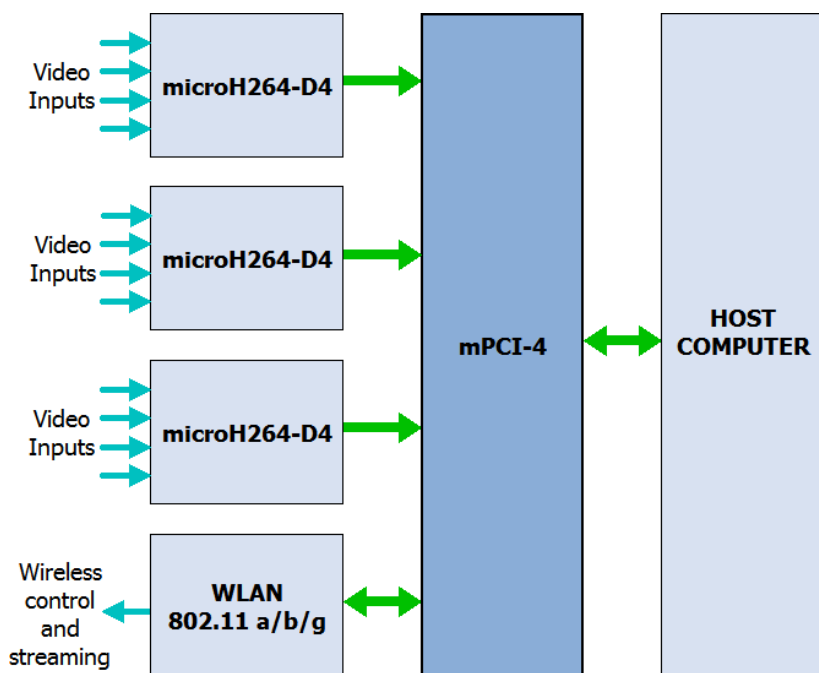 Video
Inputs
microH264-D4
Video
Inputs
microH264-D4
Video
Inputs
microH264-D4
Wireless
control
and
streaming
WLAN
802.11 a/b/g
mPCI-4
HOST
COMPUTER